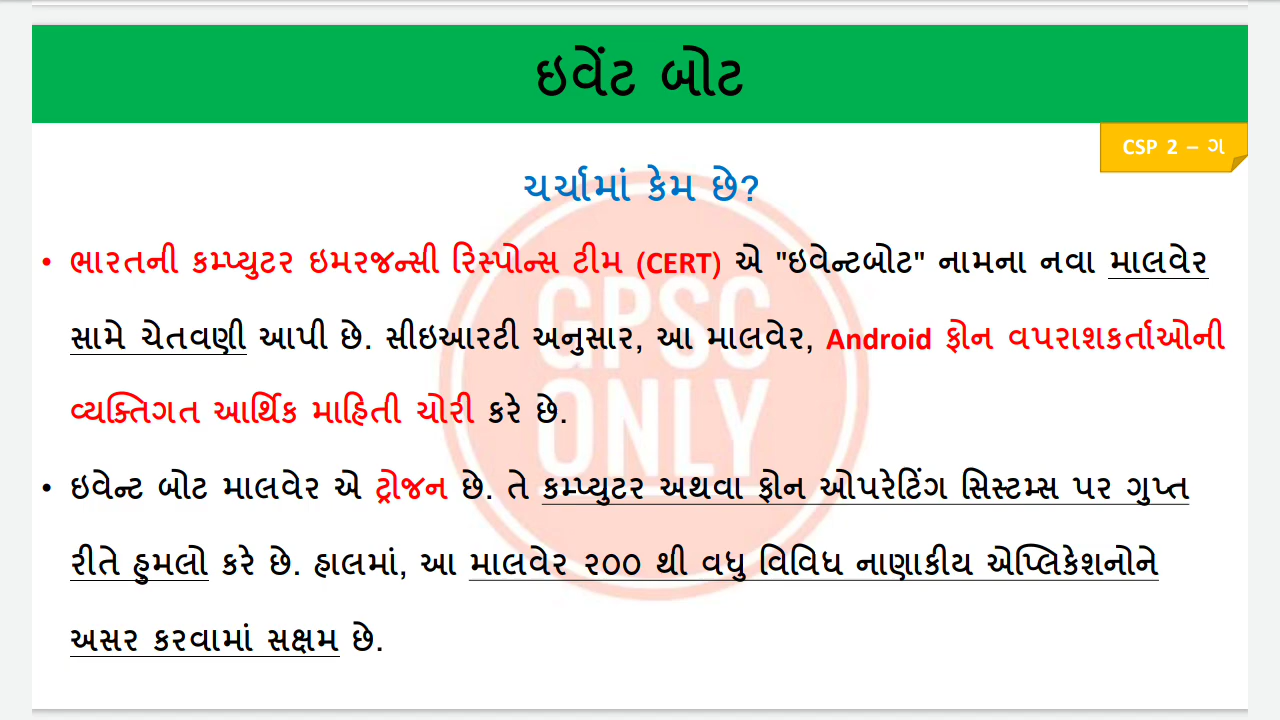 ઇવેંટ બોટ
CSP 2 – ગ
ચર્ચામાં કેમ છે?
• ભારતની કમ્પ્યુટર ઇમરજન્સી રિસ્પોન્સ ટીમ (CERT) એ "ઇવેન્ટબોટ" નામના નવા માલવેર
સામે ચેતવણી આપી છે. સીઇઆરટી અનુસાર, આ માલવેર, Android ફોન વપરાશકર્તાઓની
વ્યક્તિગત આર્થિક માહિતી ચોરી કરે છે.
• ઇવેન્ટ બોટ માલવેર એ ટ્રોજન છે. તે કમ્પ્યુટર અથવા ફોન ઓપરેટિંગ સિસ્ટમ્સ પર ગુપ્ત
રીતે હુમલો કરે છે. હાલમાં, આ માલવેર ૨૦૦ થી વધુ વિવિધ નાણાકીય એપ્લિકેશનોને
અસર કરવામાં સક્ષમ છે.
GPSC
ONLY